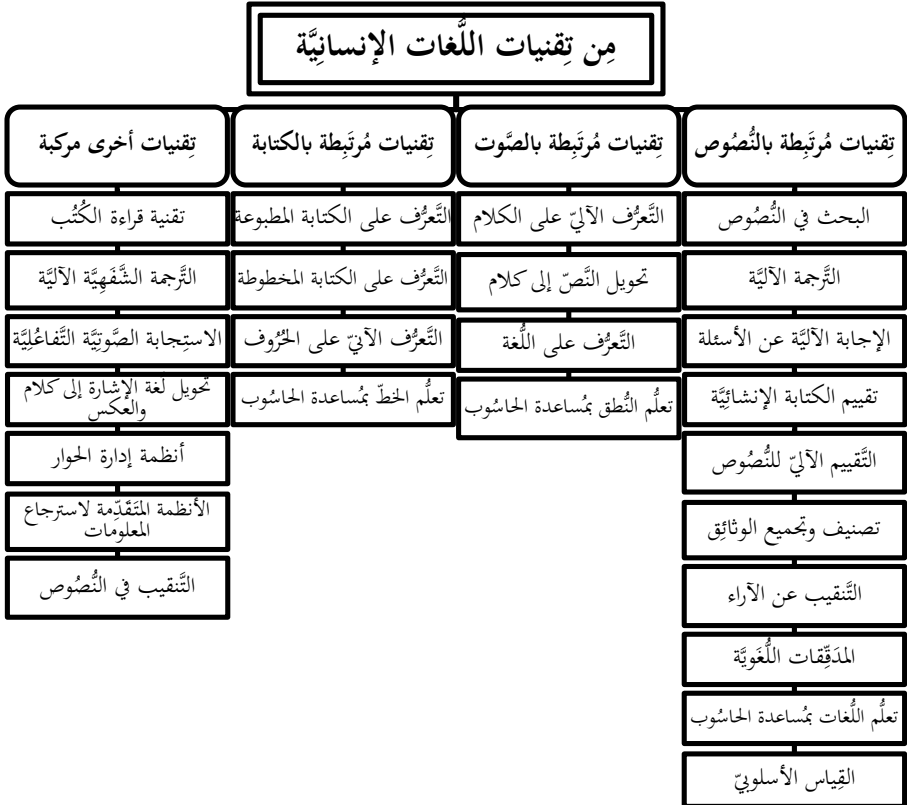 مِن تِقنيات اللُّغات الإنسانِيَّة
تِقنيات مُرتَبِطة بالنُّصُوص
البحث في النُّصُوص
التَّرجمة الآليَّة
الإجابة الآليَّة عن الأسئلة
تقييم الكتابة الإنشائِيَّة
التَّقييم الآليّ للنُّصُوص
تصنيف وتجميع الوثائِق
التَّنقيب عن الآراء
المدَقِّقات اللُّغَويَّة
تعلُّم اللُّغات بمُساعدة الحاسُوب
القِياس الأسلوبيّ
تِقنيات مُرتَبِطة بالصَّوت
التَّعرُّف الآليّ على الكلام
تحويل النَّصّ إلى كلام
التَّعرُّف على اللُّغة
تعلُّم النُّطق بمُساعدة الحاسُوب
تِقنيات مُرتَبِطة بالكتابة
التَّعرُّف على الكتابة المطبوعة
التَّعرُّف على الكتابة المخطوطة
التَّعرُّف الآنيّ على الحُرُوف
تعلُّم الخطّ بمُساعدة الحاسُوب
تِقنيات أخرى مركبة
تقنية قراءة الكُتُب
التَّرجمة الشَّفَهِيَّة الآليَّة
الاستِجابة الصَّوتِيَّة التَّفاعُلِيَّة
تحويل لُغة الإشارة إلى كلام
والعكس
أنظمة إدارة الحوار
الأنظمة المتَقَدِّمة لاسترجاع
المعلومات
التَّنقيب في النُّصُوص